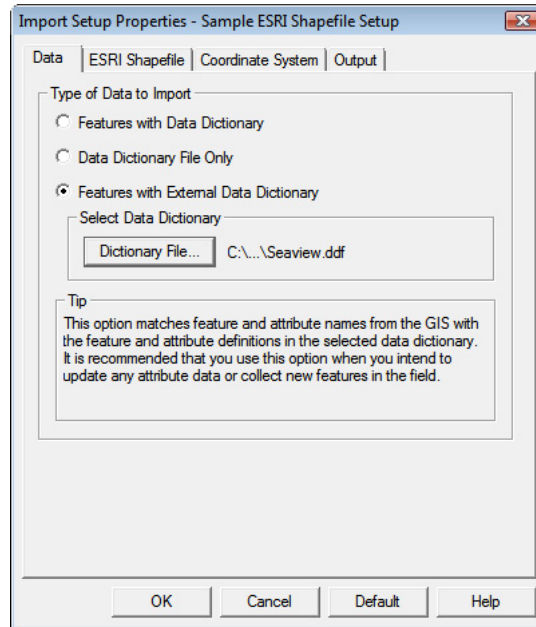 Import Setup Properties - Sample ESRI Shapefile Setup
Data ESRI Shapefile Coordinate System Output
Type of Data to Import
Features with Data Dictionary
Data Dictionary File Only
Features with External Data Dictionary
Select Data Dictionary
Dictionary File... C:\...\Seaview.ddf
Tip
This option matches feature and attribute names from the GIS with
the feature and attribute definitions in the selected data dictionary.
It is recommended that you use this option when you intend to
update any attribute data or collect new features in the field.
OK Cancel Default Help